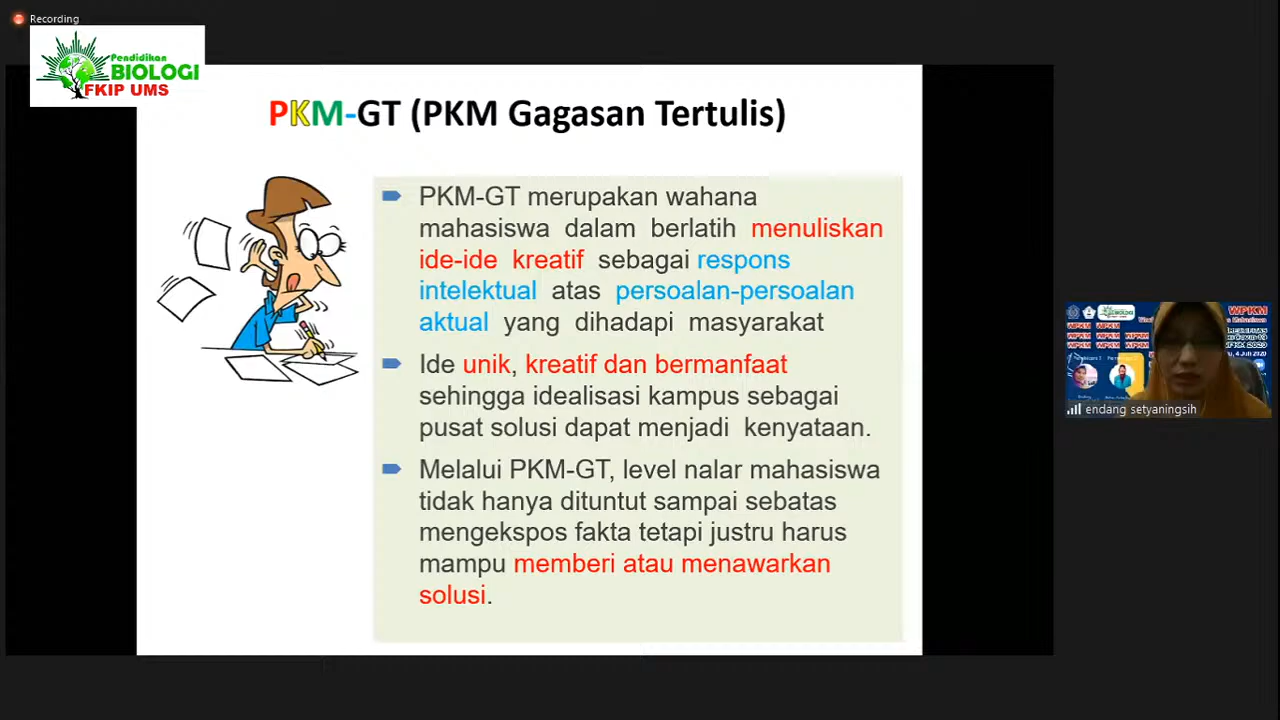 Recording
Pendidikan
BIOLOGI
FKIP UMS
PKM-GT (PKM Gagasan Tertulis)
PKM-GT merupakan wahana
mahasiswa dalam berlatih menuliskan
ide-ide kreatif sebagai respons
intelektual atas persoalan-persoalan
aktual yang dihadapi masyarakat
Ide unik, kreatif dan bermanfaat
sehingga idealisasi kampus sebagai
pusat solusi dapat menjadi kenyataan.
Melalui PKM-GT, level nalar mahasiswa
tidak hanya dituntut sampai sebatas
mengekspos fakta tetapi justru harus
mampu memberi atau menawarkan
solusi.
WPKM
endang setyaningsih